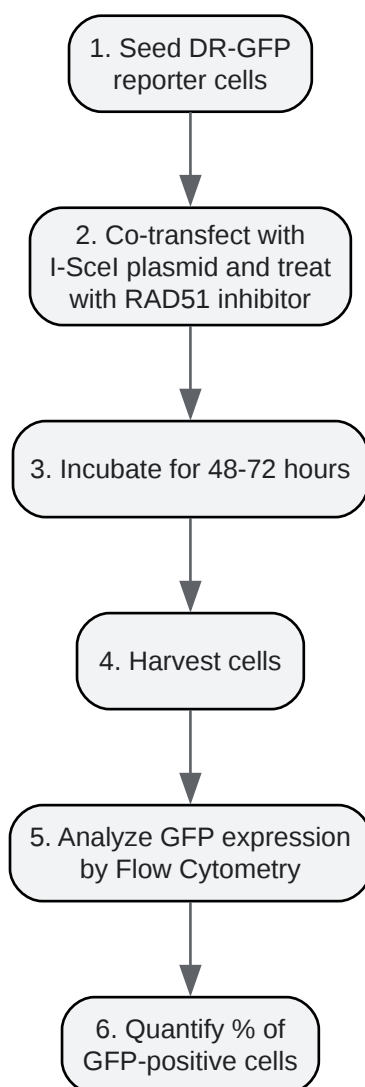 1. Seed DR-GFP
reporter cells
2. Co-transfect with
I-SceI plasmid and treat
with RAD51 inhibitor
3. Incubate for 48-72 hours
4. Harvest cells
5. Analyze GFP expression
by Flow Cytometry
6. Quantify % of
GFP-positive cells